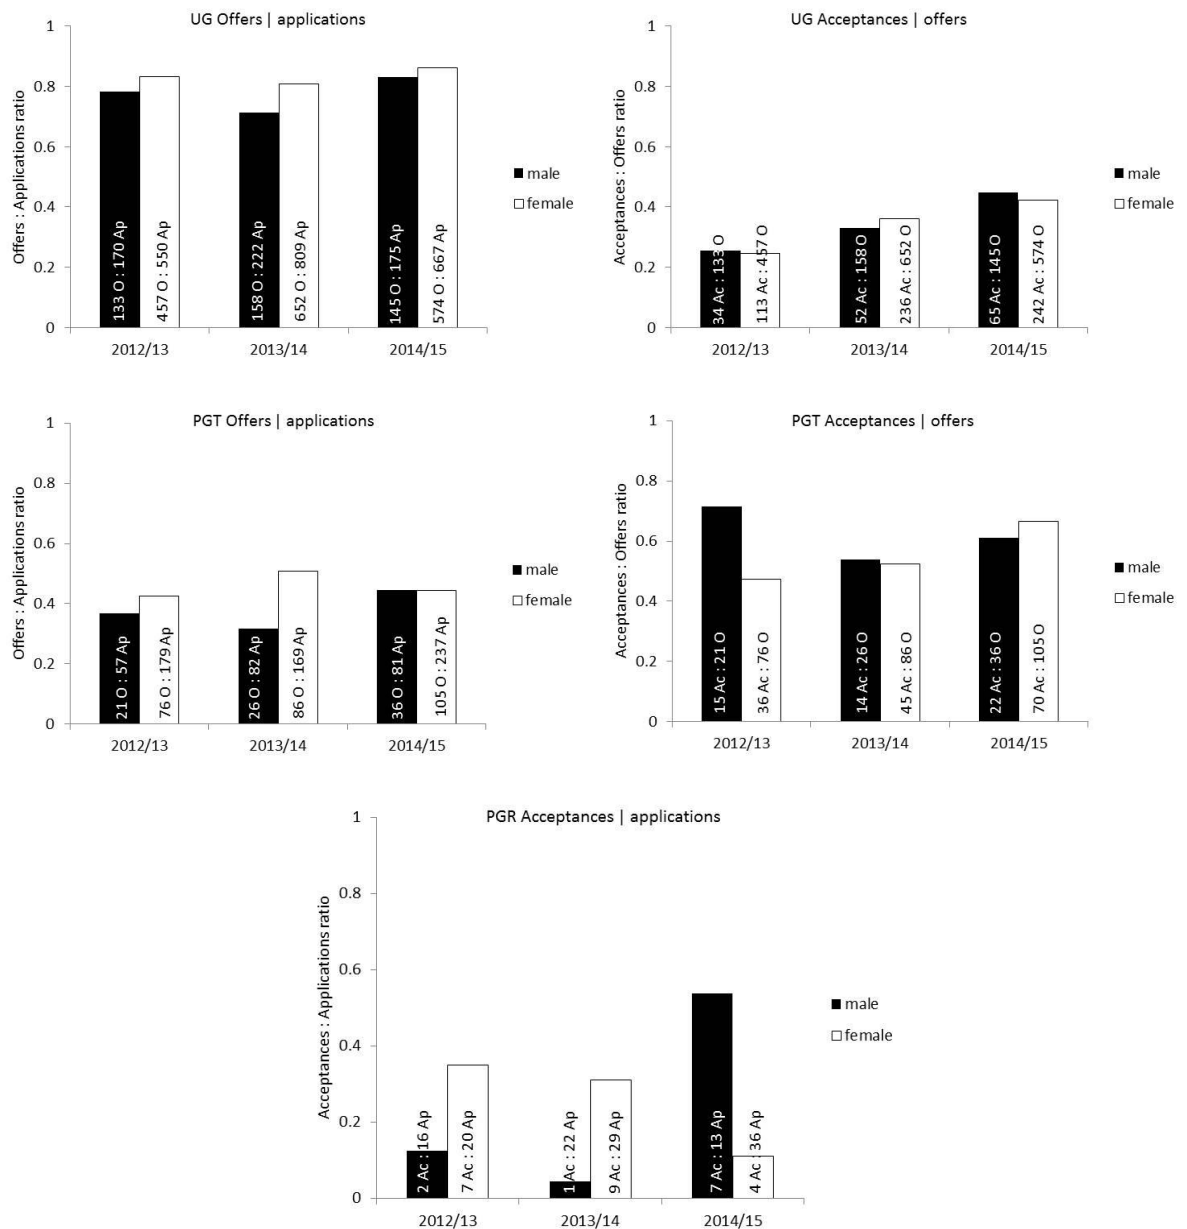 UG Offers | applications
1
0.8
0.6
0.4
0.2
0
Offers : Applications ratio
133 O : 170 Ap
457 O : 550 Ap
158 O : 222 Ap
652 O : 809 Ap
145 O : 175 Ap
574 O : 667 Ap
2012/13
2013/14
2014/15
male
female
UG Acceptances | offers
1
0.8
0.6
0.4
0.2
0
Acceptances : Offers ratio
34 Ac : 133 O
113 Ac : 457 O
52 Ac : 158 O
236 Ac : 652 O
65 Ac : 145 O
242 Ac : 574 O
2012/13
2013/14
2014/15
male
female
PGT Offers | applications
1
0.8
0.6
0.4
0.2
0
Offers : Applications ratio
21 O : 57 Ap
76 O : 179 Ap
26 O : 82 Ap
86 O : 169 Ap
36 O : 81 Ap
105 O : 237 Ap
2012/13
2013/14
2014/15
male
female
PGT Acceptances | offers
1
0.8
0.6
0.4
0.2
0
Acceptances : Offers ratio
15 Ac : 21 O
36 Ac : 76 O
14 Ac : 26 O
45 Ac : 86 O
22 Ac : 36 O
70 Ac : 105 O
2012/13
2013/14
2014/15
male
female
PGR Acceptances | applications
1
0.8
0.6
0.4
0.2
0
Acceptances : Applications ratio
2 Ac : 16 Ap
7 Ac : 20 Ap
1 Ac : 22 Ap
9 Ac : 29 Ap
7 Ac : 13 Ap
4 Ac : 36 Ap
2012/13
2013/14
2014/15
male
female